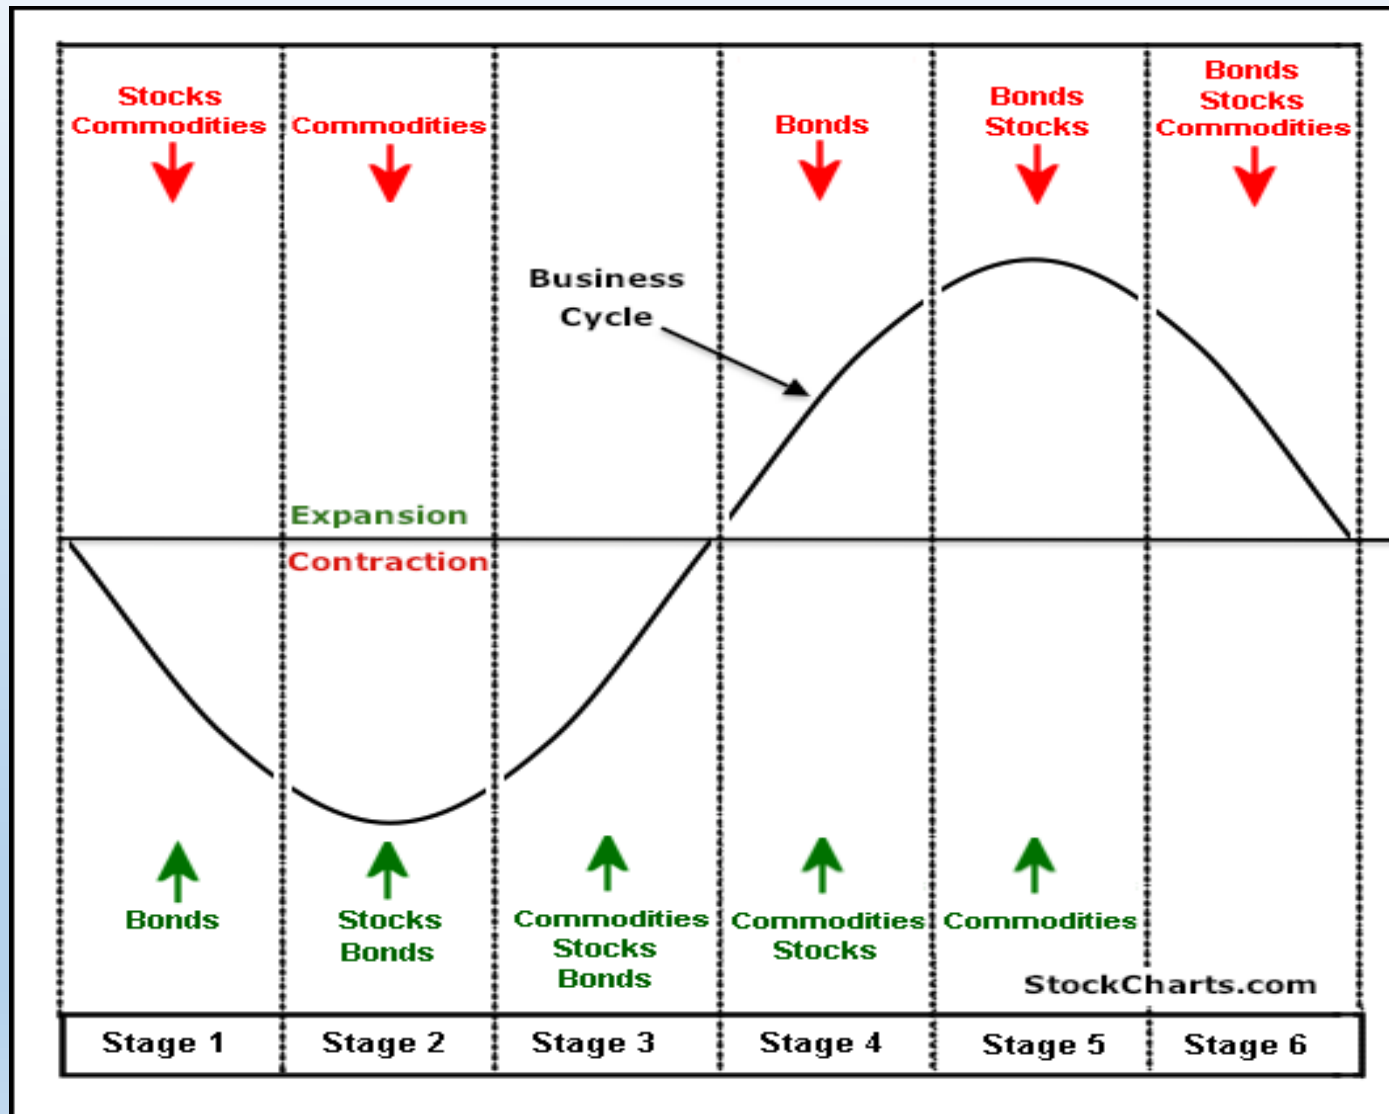 Stocks
Commodities
Commodities
Bonds
Bonds
Stocks
Bonds
Stocks
Commodities
Business
Cycle
Expansion
Contraction
Bonds
Stocks
Bonds
Commodities
Stocks
Bonds
Commodities
Stocks
Commodities
StockCharts.com
Stage 1
Stage 2
Stage 3
Stage 4
Stage 5
Stage 6